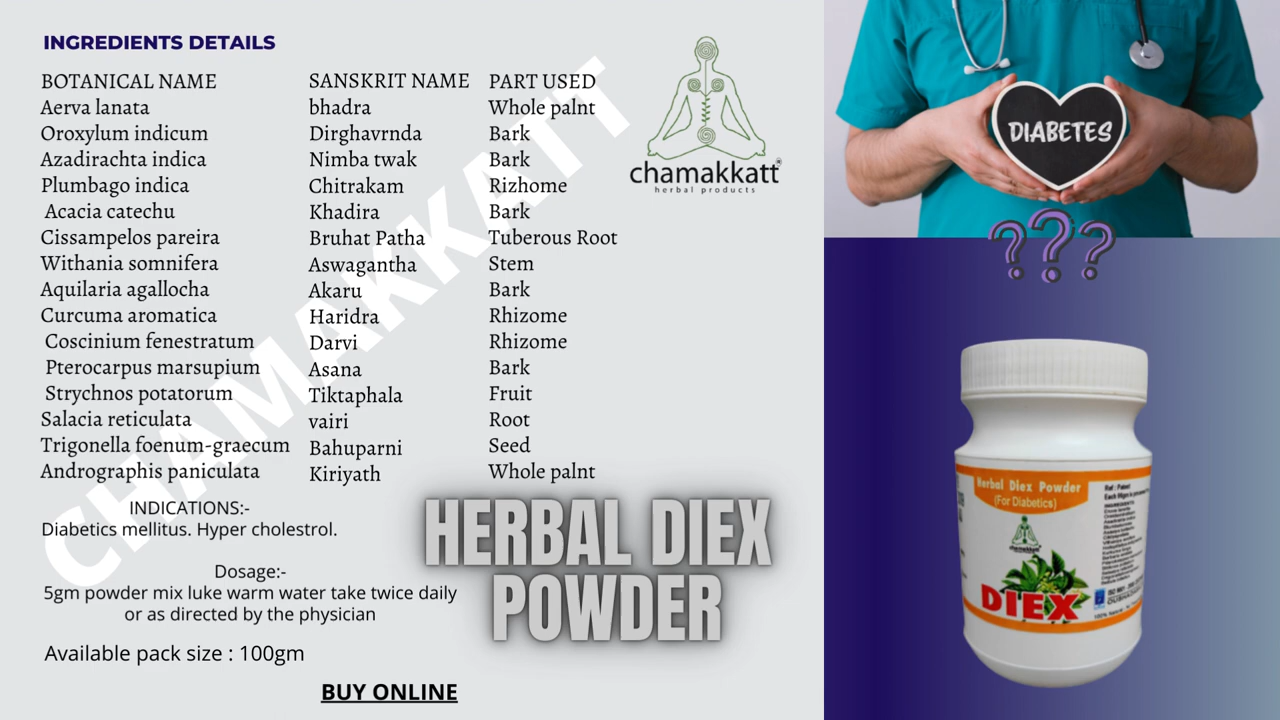 INGREDIENTS DETAILS
BOTANICAL NAME SANSKRIT NAME PART USED
Aerva lanata bhadra Whole palnt
Oroxylum indicum Dirghavrnda Bark
Azadirachta indica Nimba twak Bark
Plumbago indica Chitrakam Rizhome
Acacia catechu Khadira Bark
Cissampelos pareira Bruhat Patha Tuberous Root
Withania somnifera Aswagantha Stem
Aquilaria agallocha Akaru Bark
Curcuma aromatica Haridra Rhizome
Coscinium fenestratum Darvi Rhizome
Pterocarpus marsupium Asana Bark
Strychnos potatorum Tiktaphala Fruit
Salacia reticulata vairi Root
Trigonella foenum-graecum Bahuparni Seed
Andrographis paniculata Kiriyath Whole palnt
INDICATIONS:-
Diabetics mellitus. Hyper cholestrol.
Dosage:-
5gm powder mix luke warm water take twice daily
or as directed by the physician
Available pack size : 100gm
BUY ONLINE
CHAMAKKATT
chamakkatt®
herbal products
HERBAL DIEX
POWDER
DIABETES
???
Herbal Diex Powder
(For Diabetics)
chamakkatt
DIEX